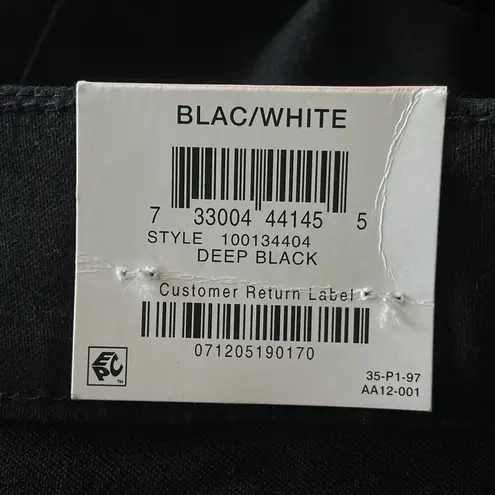 BLAC/WHITE
7 33004 44145 5
STYLE 100134404
DEEP BLACK
Customer Return Label
071205190170
EPC™
35-P1-97
AA12-001